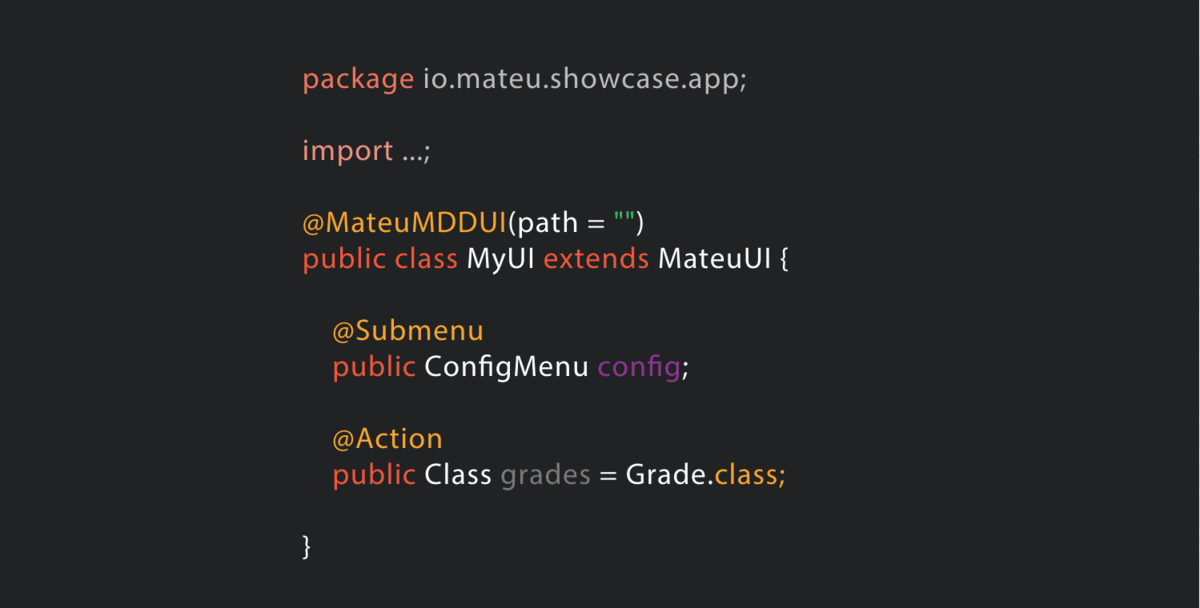 package io.mateu.showcase.app;
import ...;
@MateuMDDUI(path = "")
public class MyUI extends MateuUI {
@Submenu
public ConfigMenu config;
@Action
public Class grades = Grade.class;
}